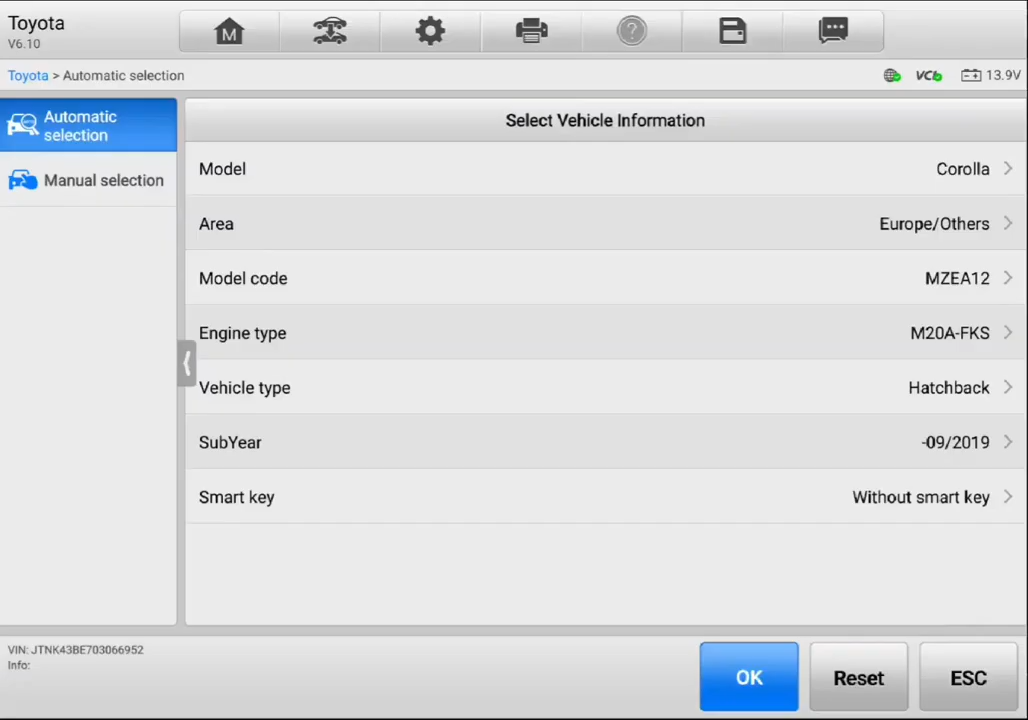 Toyota
V6.10
M
?
Toyota > Automatic selection
VCI
13.9V
Automatic
selection
Manual selection
Select Vehicle Information
Model
Corolla
Area
Europe/Others
Model code
MZEA12
Engine type
M20A-FKS
Vehicle type
Hatchback
SubYear
-09/2019
Smart key
Without smart key
VIN: JTNK43BE703066952
Info:
OK
Reset
ESC